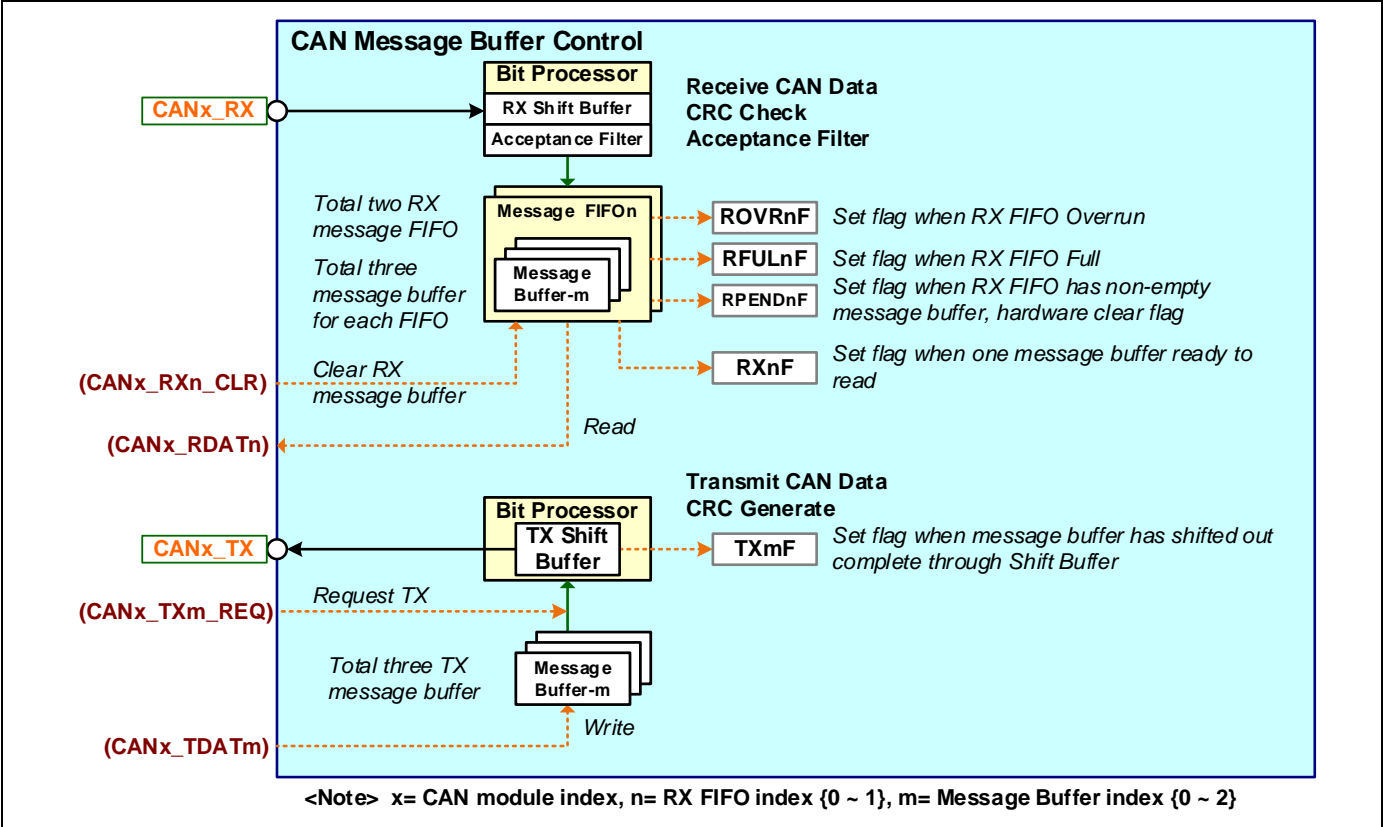 CAN Message Buffer Control
Bit Processor
CANx_RX
RX Shift Buffer
Acceptance Filter
Receive CAN Data
CRC Check
Acceptance Filter
Total two RX
message FIFO
Total three
message buffer
for each FIFO
Message FIFOn
Message
Buffer-m
ROVRnF
Set flag when RX FIFO Overrun
RFULnF
Set flag when RX FIFO Full
RPENDnF
Set flag when RX FIFO has non-empty
message buffer, hardware clear flag
RXnF
Set flag when one message buffer ready to
read
(CANx_RXn_CLR)
Clear RX
message buffer
(CANx_RDATn)
Read
Transmit CAN Data
CRC Generate
Bit Processor
TX Shift
Buffer
CANx_TX
TXmF
Set flag when message buffer has shifted out
complete through Shift Buffer
(CANx_TXm_REQ)
Request TX
Total three TX
message buffer
Message
Buffer-m
(CANx_TDATm)
Write
<Note> x= CAN module index, n= RX FIFO index {0 ~ 1}, m= Message Buffer index {0 ~ 2}